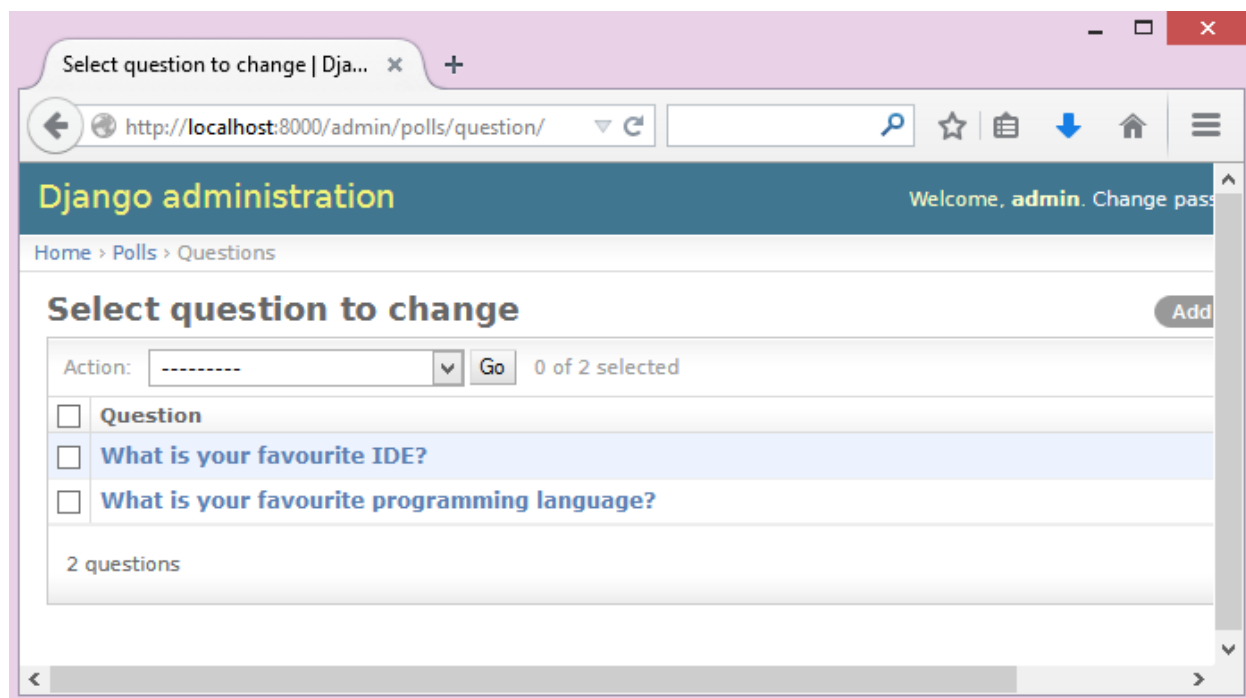 Select question to change | Dja...
http://localhost:8000/admin/polls/question/
Django administration
Welcome, admin. Change pass
Home › Polls › Questions
Select question to change
Add
Action: --------- Go 0 of 2 selected
Question
What is your favourite IDE?
What is your favourite programming language?
2 questions